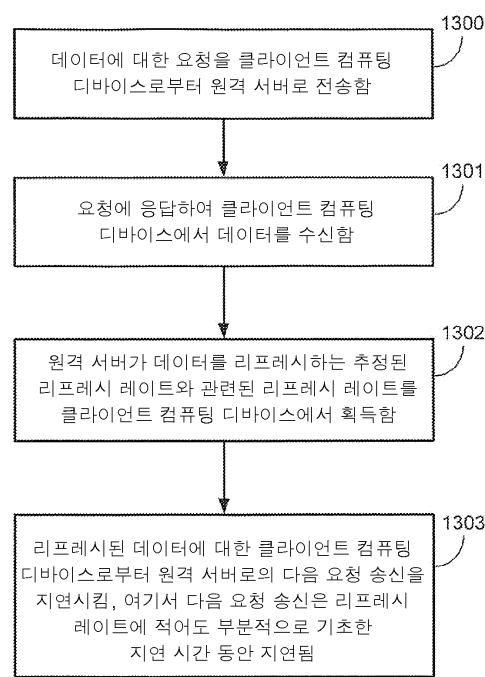 1300
데이터에 대한 요청을 클라이언트 컴퓨팅
디바이스로부터 원격 서버로 전송함
1301
요청에 응답하여 클라이언트 컴퓨팅
디바이스에서 데이터를 수신함
1302
원격 서버가 데이터를 리프레시하는 추정된
리프레시 레이트와 관련된 리프레시 레이트를
클라이언트 컴퓨팅 디바이스에서 획득함
1303
리프레시된 데이터에 대한 클라이언트 컴퓨팅
디바이스로부터 원격 서버로의 다음 요청 송신을
지연시킴, 여기서 다음 요청 송신은 리프레시
레이트에 적어도 부분적으로 기초한
지연 시간 동안 지연됨